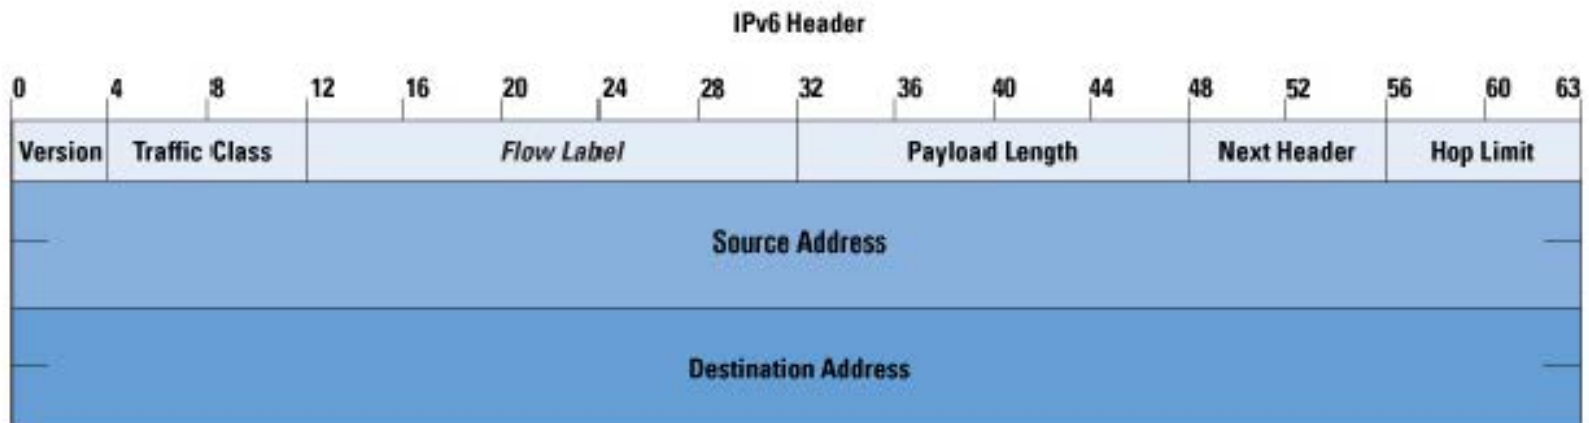 IPv6 Header
0 4 8 12 16 20 24 28 32 36 40 44 48 52 56 60 63
Version Traffic Class Flow Label Payload Length Next Header Hop Limit
Source Address
Destination Address